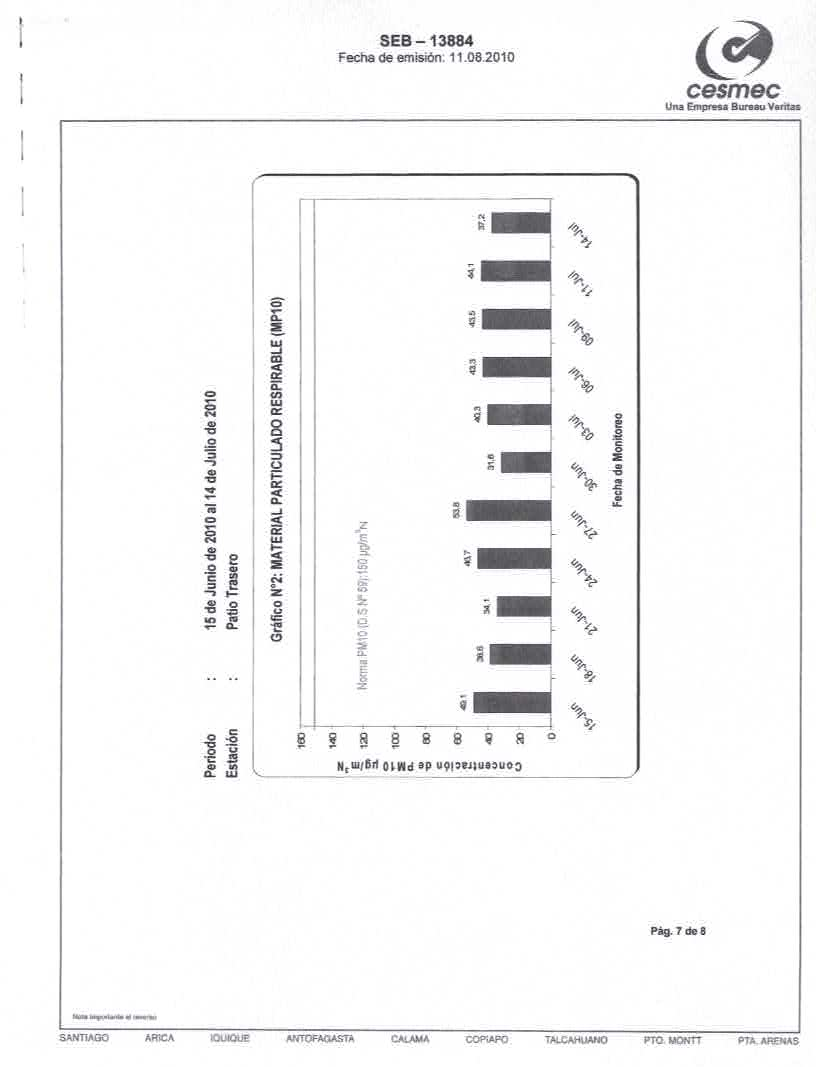 SEB – 13884
Fecha de emisión: 11.08.2010
cesmec
Una Empresa Bureau Veritas
Periodo : 15 de Junio de 2010 al 14 de Julio de 2010
Estación : Patio Trasero
Gráfico N°2: MATERIAL PARTICULADO RESPIRABLE (MP10)
Concentración de PM10 µg/m³N
160
140
120
100
80
60
40
20
0
Norma PM10 (D.S Nº 59):150 µg/m³N
49,1
38,6
34,1
46,7
53,8
31,6
40,3
43,3
43,5
44,1
37,2
15-Jun
18-Jun
21-Jun
24-Jun
27-Jun
30-Jun
03-Jul
06-Jul
09-Jul
11-Jul
14-Jul
Fecha de Monitoreo
Pág. 7 de 8
Nota importante al reverso
SANTIAGO ARICA IQUIQUE ANTOFAGASTA CALAMA COPIAPO TALCAHUANO PTO. MONTT PTA. ARENAS